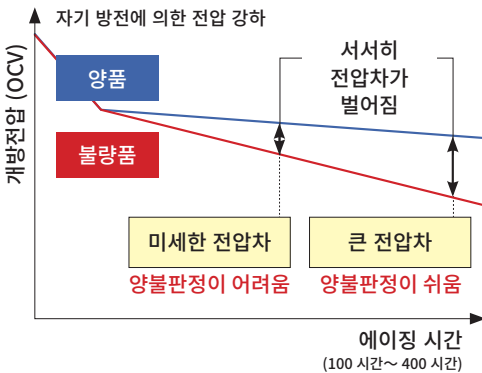 자기 방전에 의한 전압 강하
개방전압 (OCV)
양품
불량품
서서히
전압차가
벌어짐
미세한 전압차
큰 전압차
양불판정이 어려움
양불판정이 쉬움
에이징 시간
(100 시간~ 400 시간)